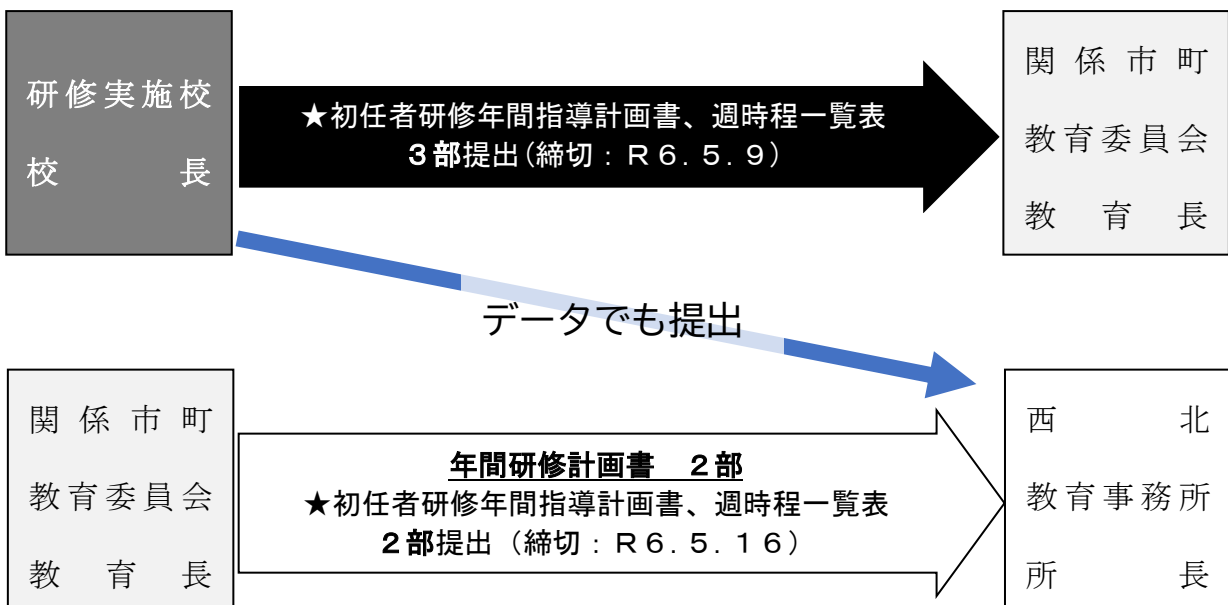 研修実施校
校長
★初任者研修年間指導計画書、週時程一覧表
３部提出（締切：Ｒ６．５．９）
関係市町
教育委員会
教育長
データでも提出
関係市町
教育委員会
教育長
年間研修計画書　２部
★初任者研修年間指導計画書、週時程一覧表
２部提出（締切：Ｒ６．５．１６）
西北
教育事務所
所長